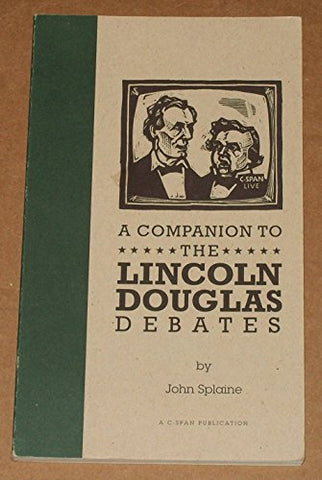 C-SPAN
LIVE
A COMPANION TO
★★★★★ THE ★★★★★
LINCOLN
DOUGLAS
DEBATES
by
John Splaine
A C-SPAN PUBLICATION